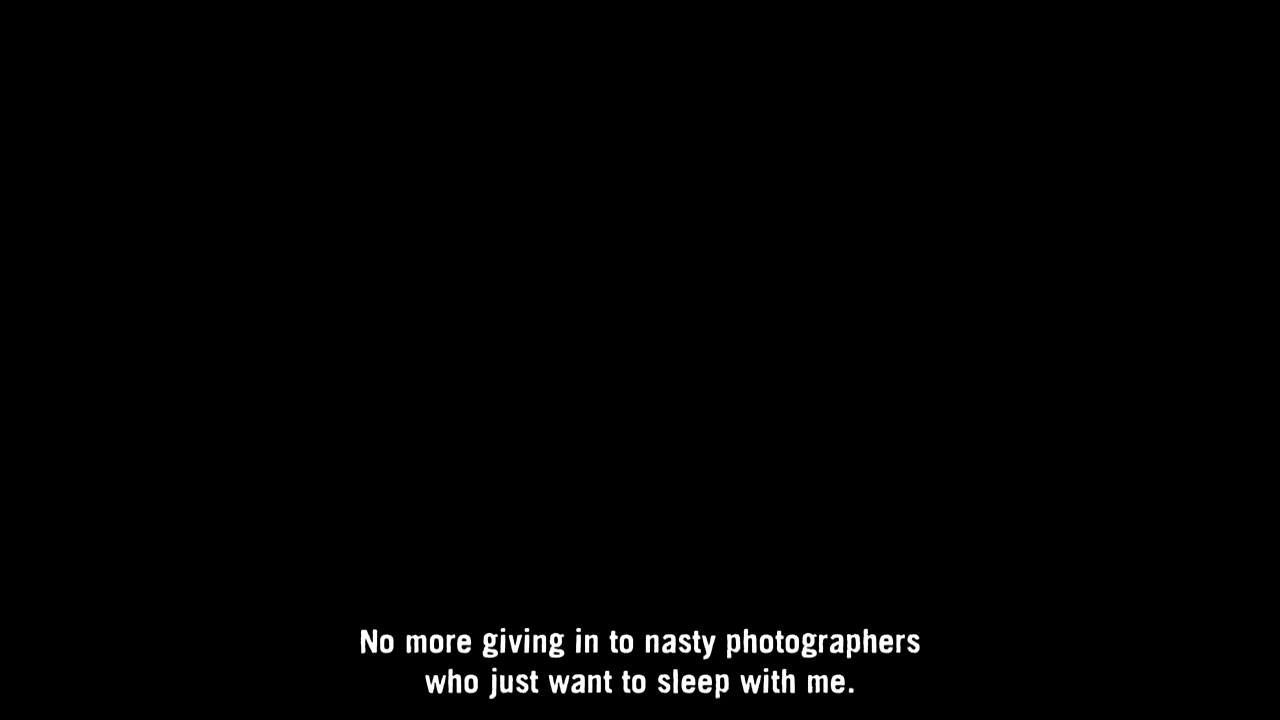 No more giving in to nasty photographers
who just want to sleep with me.